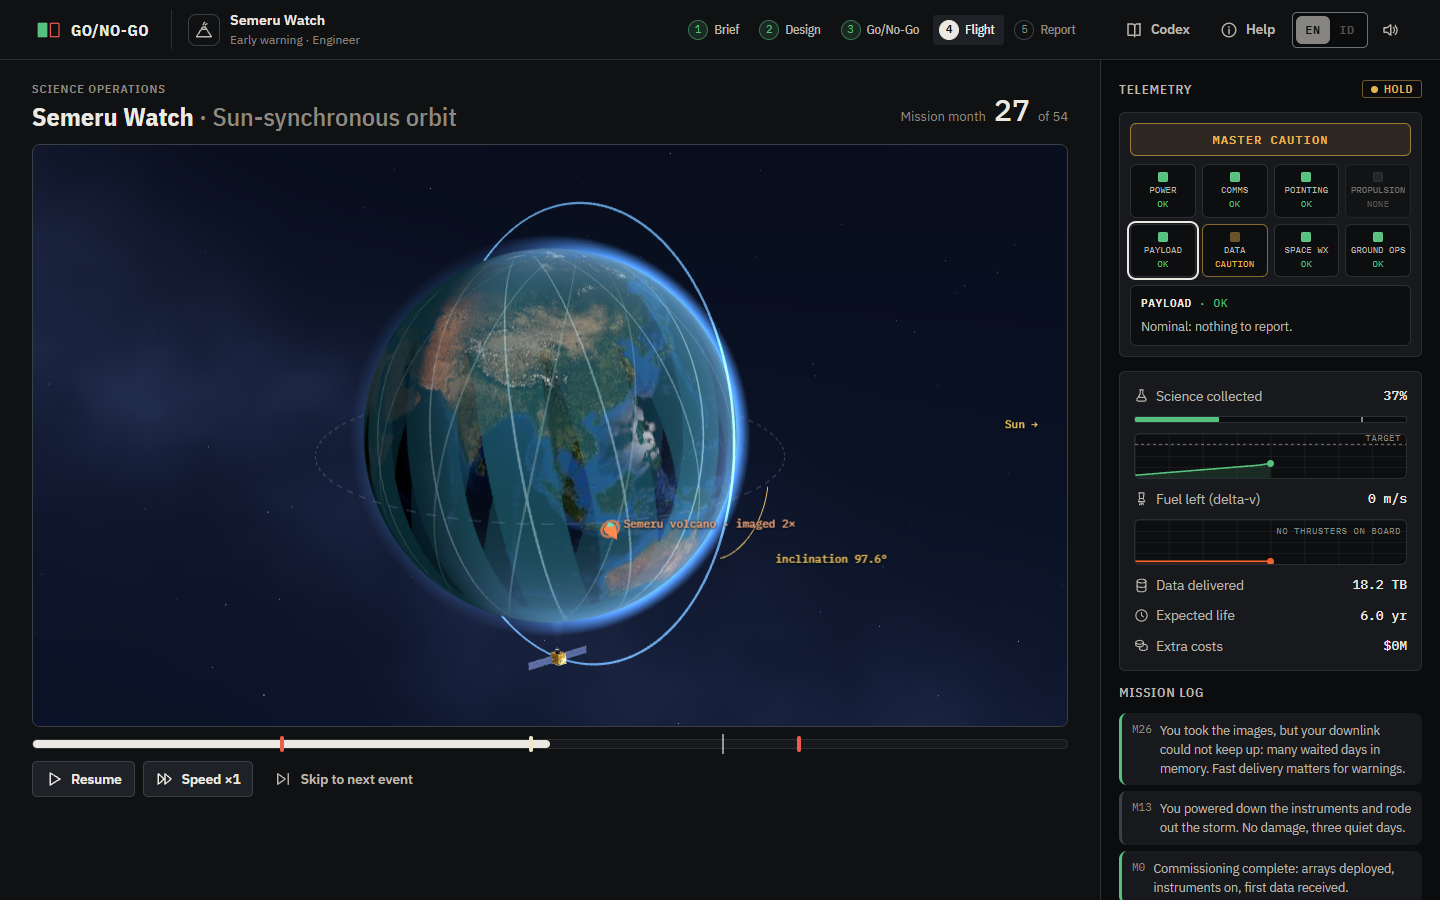 GO/NO-GO
Semeru Watch
Early warning · Engineer
1 Brief
2 Design
3 Go/No-Go
4 Flight
5 Report
Codex
Help
EN ID
SCIENCE OPERATIONS
Semeru Watch · Sun-synchronous orbit
Mission month 27 of 54
Sun →
Semeru volcano · imaged 2×
inclination 97.6°
Resume
Speed ×1
Skip to next event
TELEMETRY
HOLD
MASTER CAUTION
POWER OK
COMMS OK
POINTING OK
PROPULSION NONE
PAYLOAD OK
DATA CAUTION
SPACE WX OK
GROUND OPS OK
PAYLOAD · OK
Nominal: nothing to report.
Science collected 37%
TARGET
Fuel left (delta-v) 0 m/s
NO THRUSTERS ON BOARD
Data delivered 18.2 TB
Expected life 6.0 yr
Extra costs $0M
MISSION LOG
M26 You took the images, but your downlink
could not keep up: many waited days in
memory. Fast delivery matters for warnings.
M13 You powered down the instruments and rode
out the storm. No damage, three quiet days.
M0 Commissioning complete: arrays deployed,
instruments on, first data received.